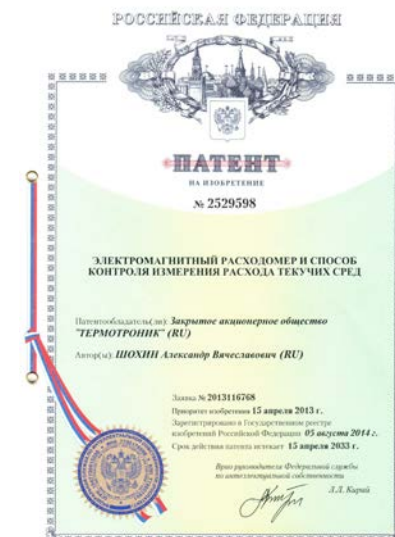 РОССИЙСКАЯ ФЕДЕРАЦИЯ
ПАТЕНТ
НА ИЗОБРЕТЕНИЕ
№ 2529598
ЭЛЕКТРОМАГНИТНЫЙ РАСХОДОМЕР И СПОСОБ
КОНТРОЛЯ ИЗМЕРЕНИЯ РАСХОДА ТЕКУЧИХ СРЕД
Патентообладатель(ли): Закрытое акционерное общество
"ТЕРМОТРОНИК" (RU)
Автор(ы): ШОХИН Александр Вячеславович (RU)
Заявка № 2013116768
Приоритет изобретения 15 апреля 2013 г.
Зарегистрировано в Государственном реестре
изобретений Российской Федерации 05 августа 2014 г.
Срок действия патента истекает 15 апреля 2033 г.
Врио руководителя Федеральной службы
по интеллектуальной собственности
Л.Л. Кирий